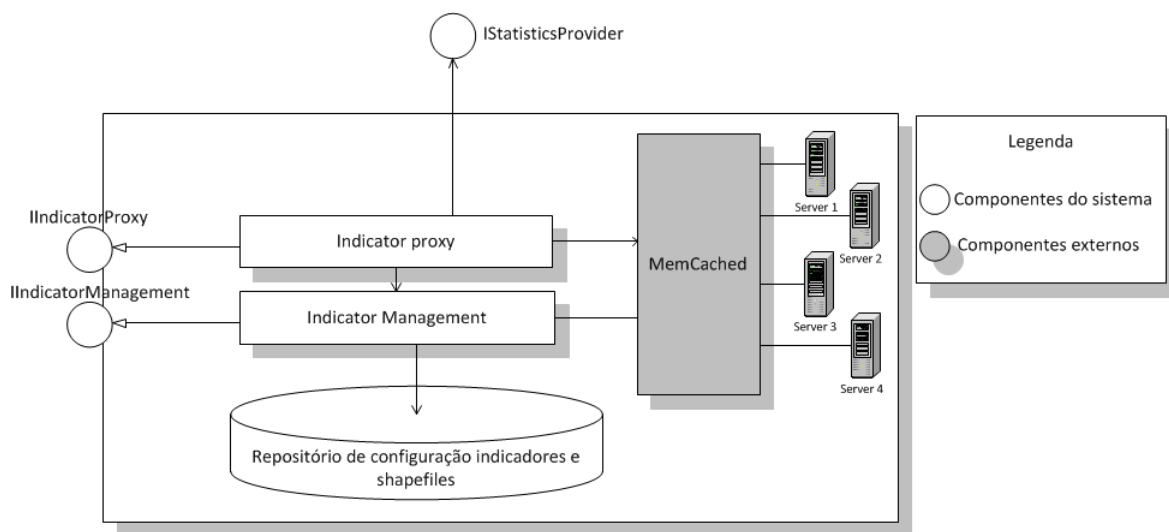 IStatisticsProvider
Legenda
Componentes do sistema
Componentes externos
IIndicatorProxy
Indicator proxy
IIndicatorManagement
Indicator Management
MemCached
Server 1
Server 2
Server 3
Server 4
Repositório de configuração indicadores e
shapefiles